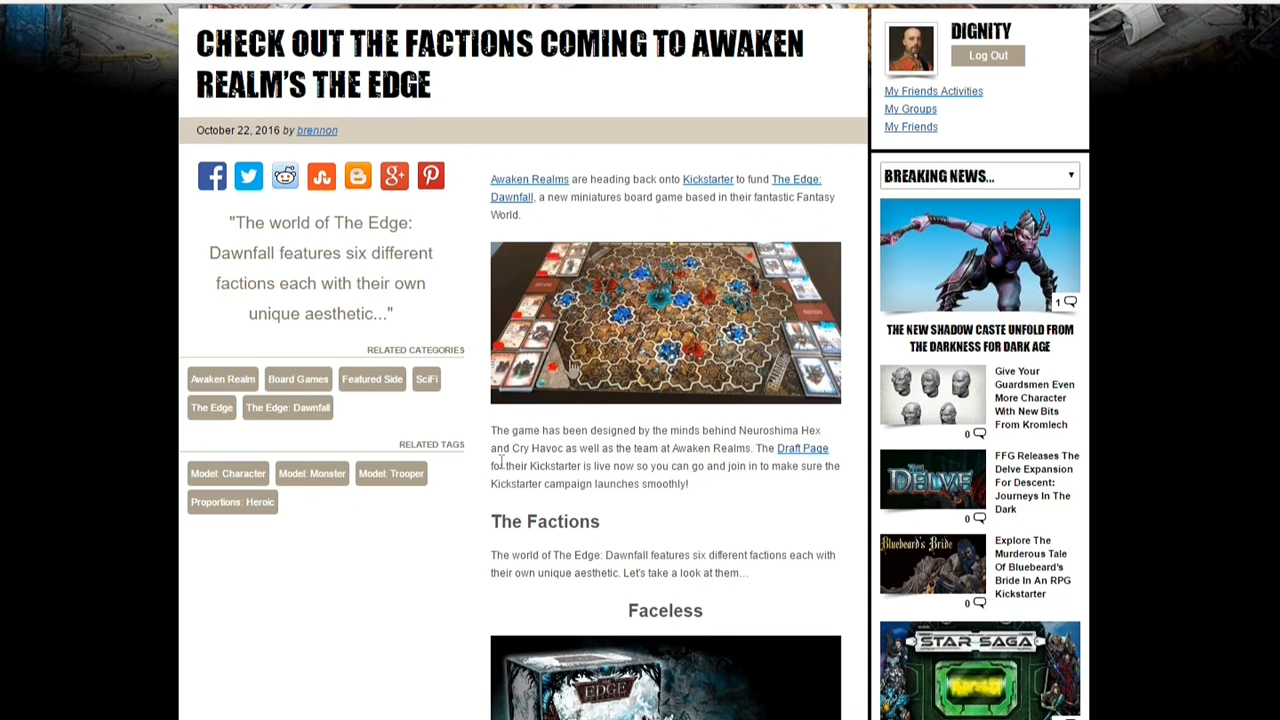 CHECK OUT THE FACTIONS COMING TO AWAKEN
REALM'S THE EDGE
October 22, 2016 by brennon
"The world of The Edge:
Dawnfall features six different
factions each with their own
unique aesthetic..."
RELATED CATEGORIES
Awaken Realm
Board Games
Featured Side
SciFi
The Edge
The Edge: Dawnfall
RELATED TAGS
Model: Character
Model: Monster
Model: Trooper
Proportions: Heroic
Awaken Realms are heading back onto Kickstarter to fund The Edge:
Dawnfall, a new miniatures board game based in their fantastic Fantasy
World.
The game has been designed by the minds behind Neuroshima Hex
and Cry Havoc as well as the team at Awaken Realms. The Draft Page
for their Kickstarter is live now so you can go and join in to make sure the
Kickstarter campaign launches smoothly!
The Factions
The world of The Edge: Dawnfall features six different factions each with
their own unique aesthetic. Let's take a look at them…
Faceless
EDGE
DIGNITY
Log Out
My Friends Activities
My Groups
My Friends
BREAKING NEWS...
1
THE NEW SHADOW CASTE UNFOLD FROM
THE DARKNESS FOR DARK AGE
Give Your
Guardsmen Even
More Character
With New Bits
From Kromlech
0
DELVE
FFG Releases The
Delve Expansion
For Descent:
Journeys In The
Dark
0
Bluebeard's Bride
Explore The
Murderous Tale
Of Bluebeard's
Bride In An RPG
Kickstarter
0
STAR SAGA